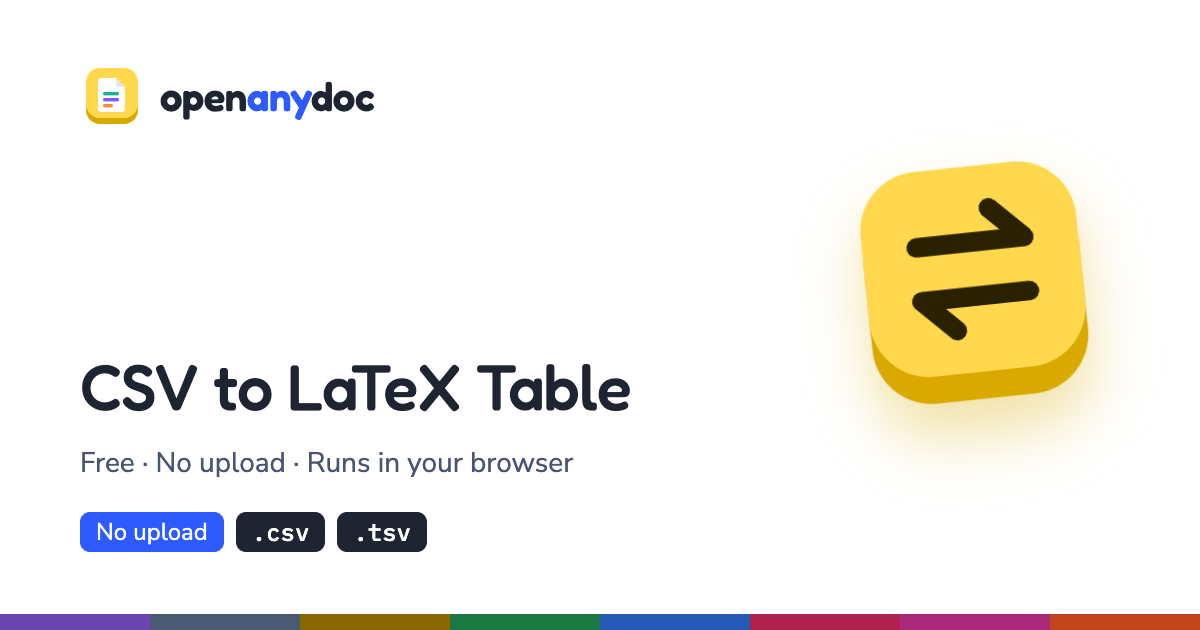 openanydoc
CSV to LaTeX Table
Free · No upload · Runs in your browser
No upload .csv .tsv